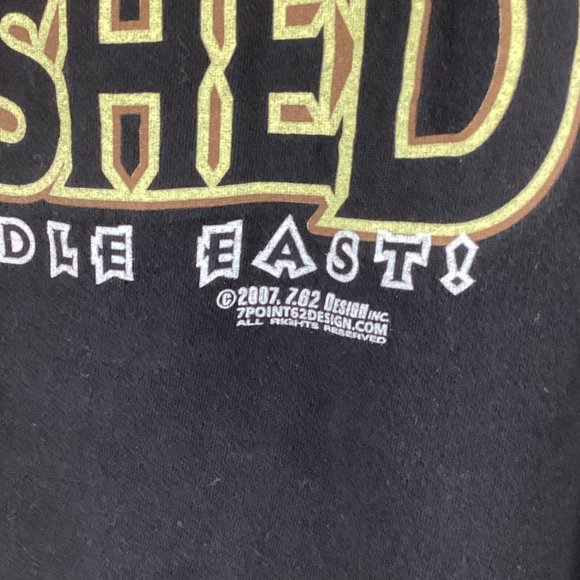 SHED
DLE EAST!
© 2007. 7.62 DESIGN INC.
7POINT62DESIGN.COM
ALL RIGHTS RESERVED